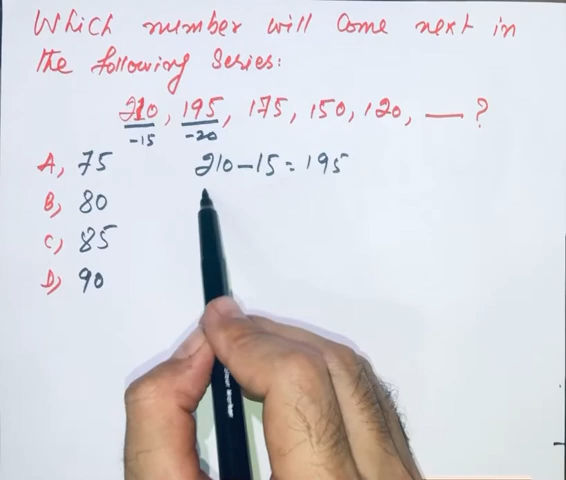 Which number will come next in
the following series:
210, 195, 175, 150, 120, __ ?
-15 -20
A, 75 210-15=195
B, 80
C, 85
D, 90